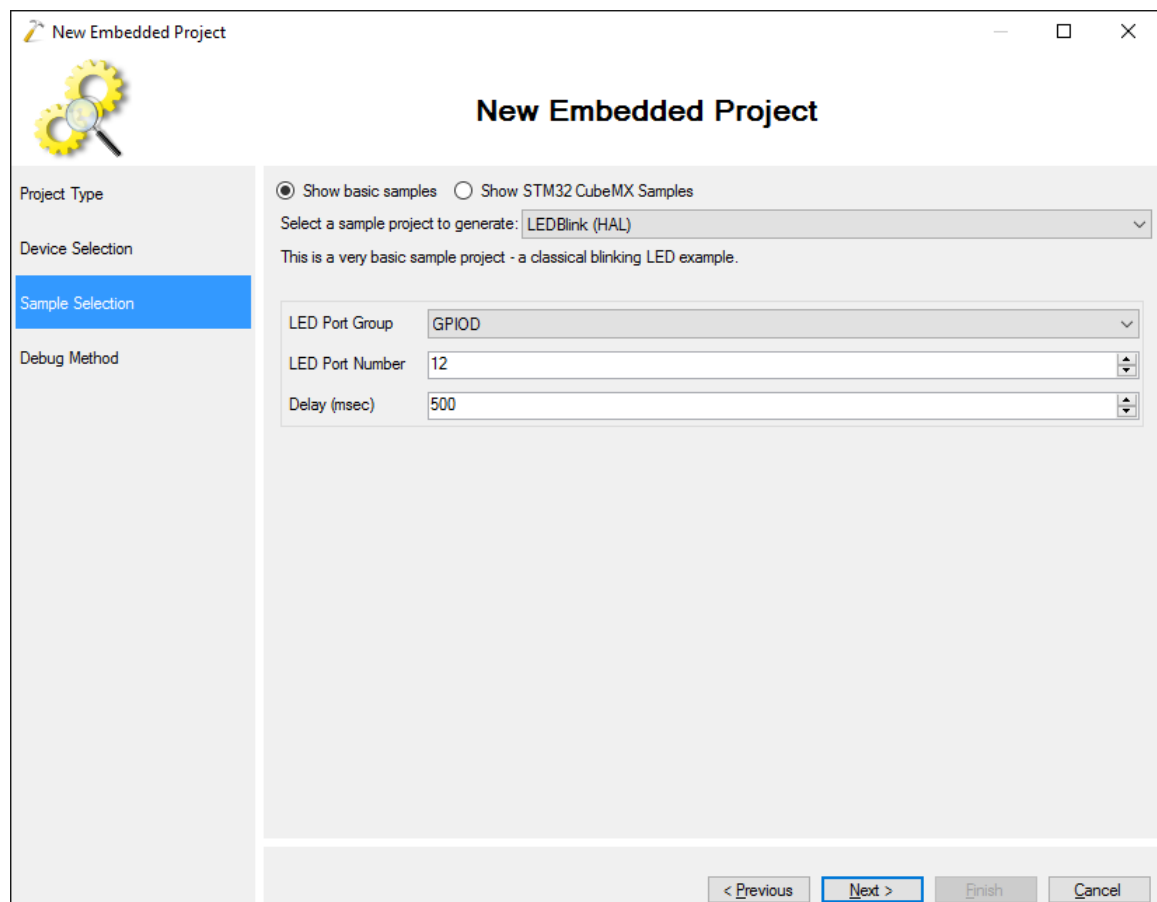 New Embedded Project
New Embedded Project
Project Type
Device Selection
Sample Selection
Debug Method
Show basic samples Show STM32 CubeMX Samples
Select a sample project to generate: LEDBlink (HAL)
This is a very basic sample project - a classical blinking LED example.
LED Port Group GPIOD
LED Port Number 12
Delay (msec) 500
< Previous Next > Finish Cancel